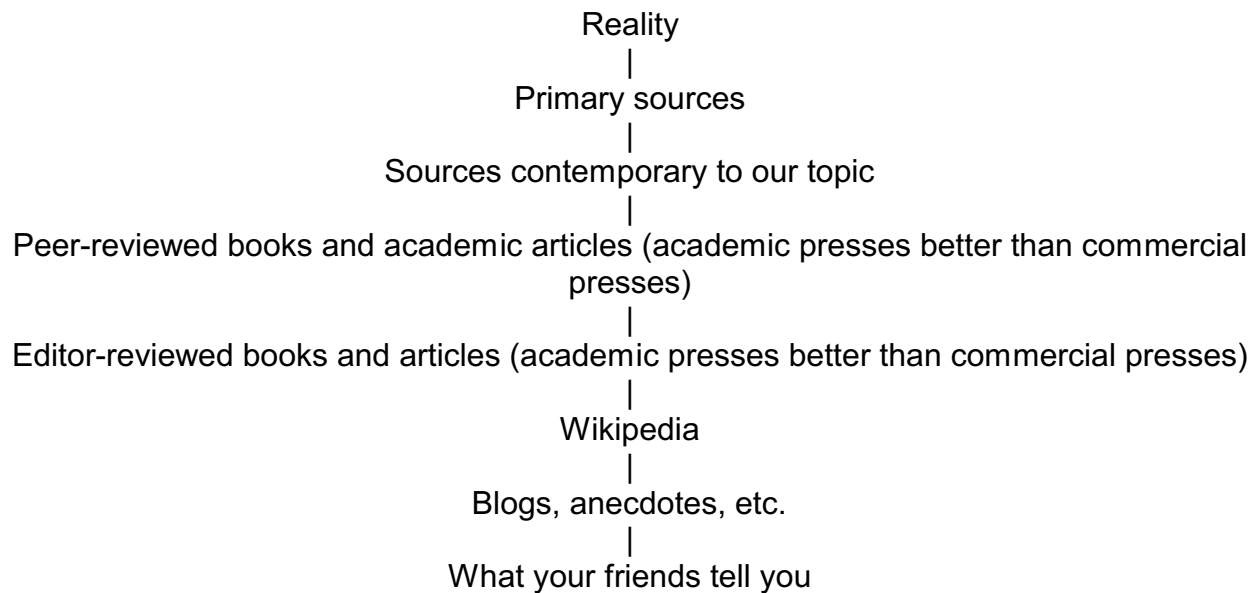 Reality
|
Primary sources
|
Sources contemporary to our topic
|
Peer-reviewed books and academic articles (academic presses better than commercial
presses)
|
Editor-reviewed books and articles (academic presses better than commercial presses)
|
Wikipedia
|
Blogs, anecdotes, etc.
|
What your friends tell you